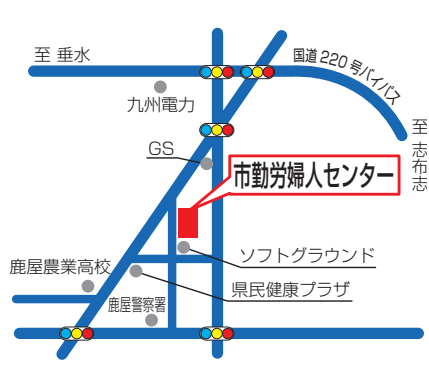 至 垂水
国道220号バイパス
九州電力
至 志布志
GS
市勤労婦人センター
ソフトグラウンド
鹿屋農業高校
県民健康プラザ
鹿屋警察署